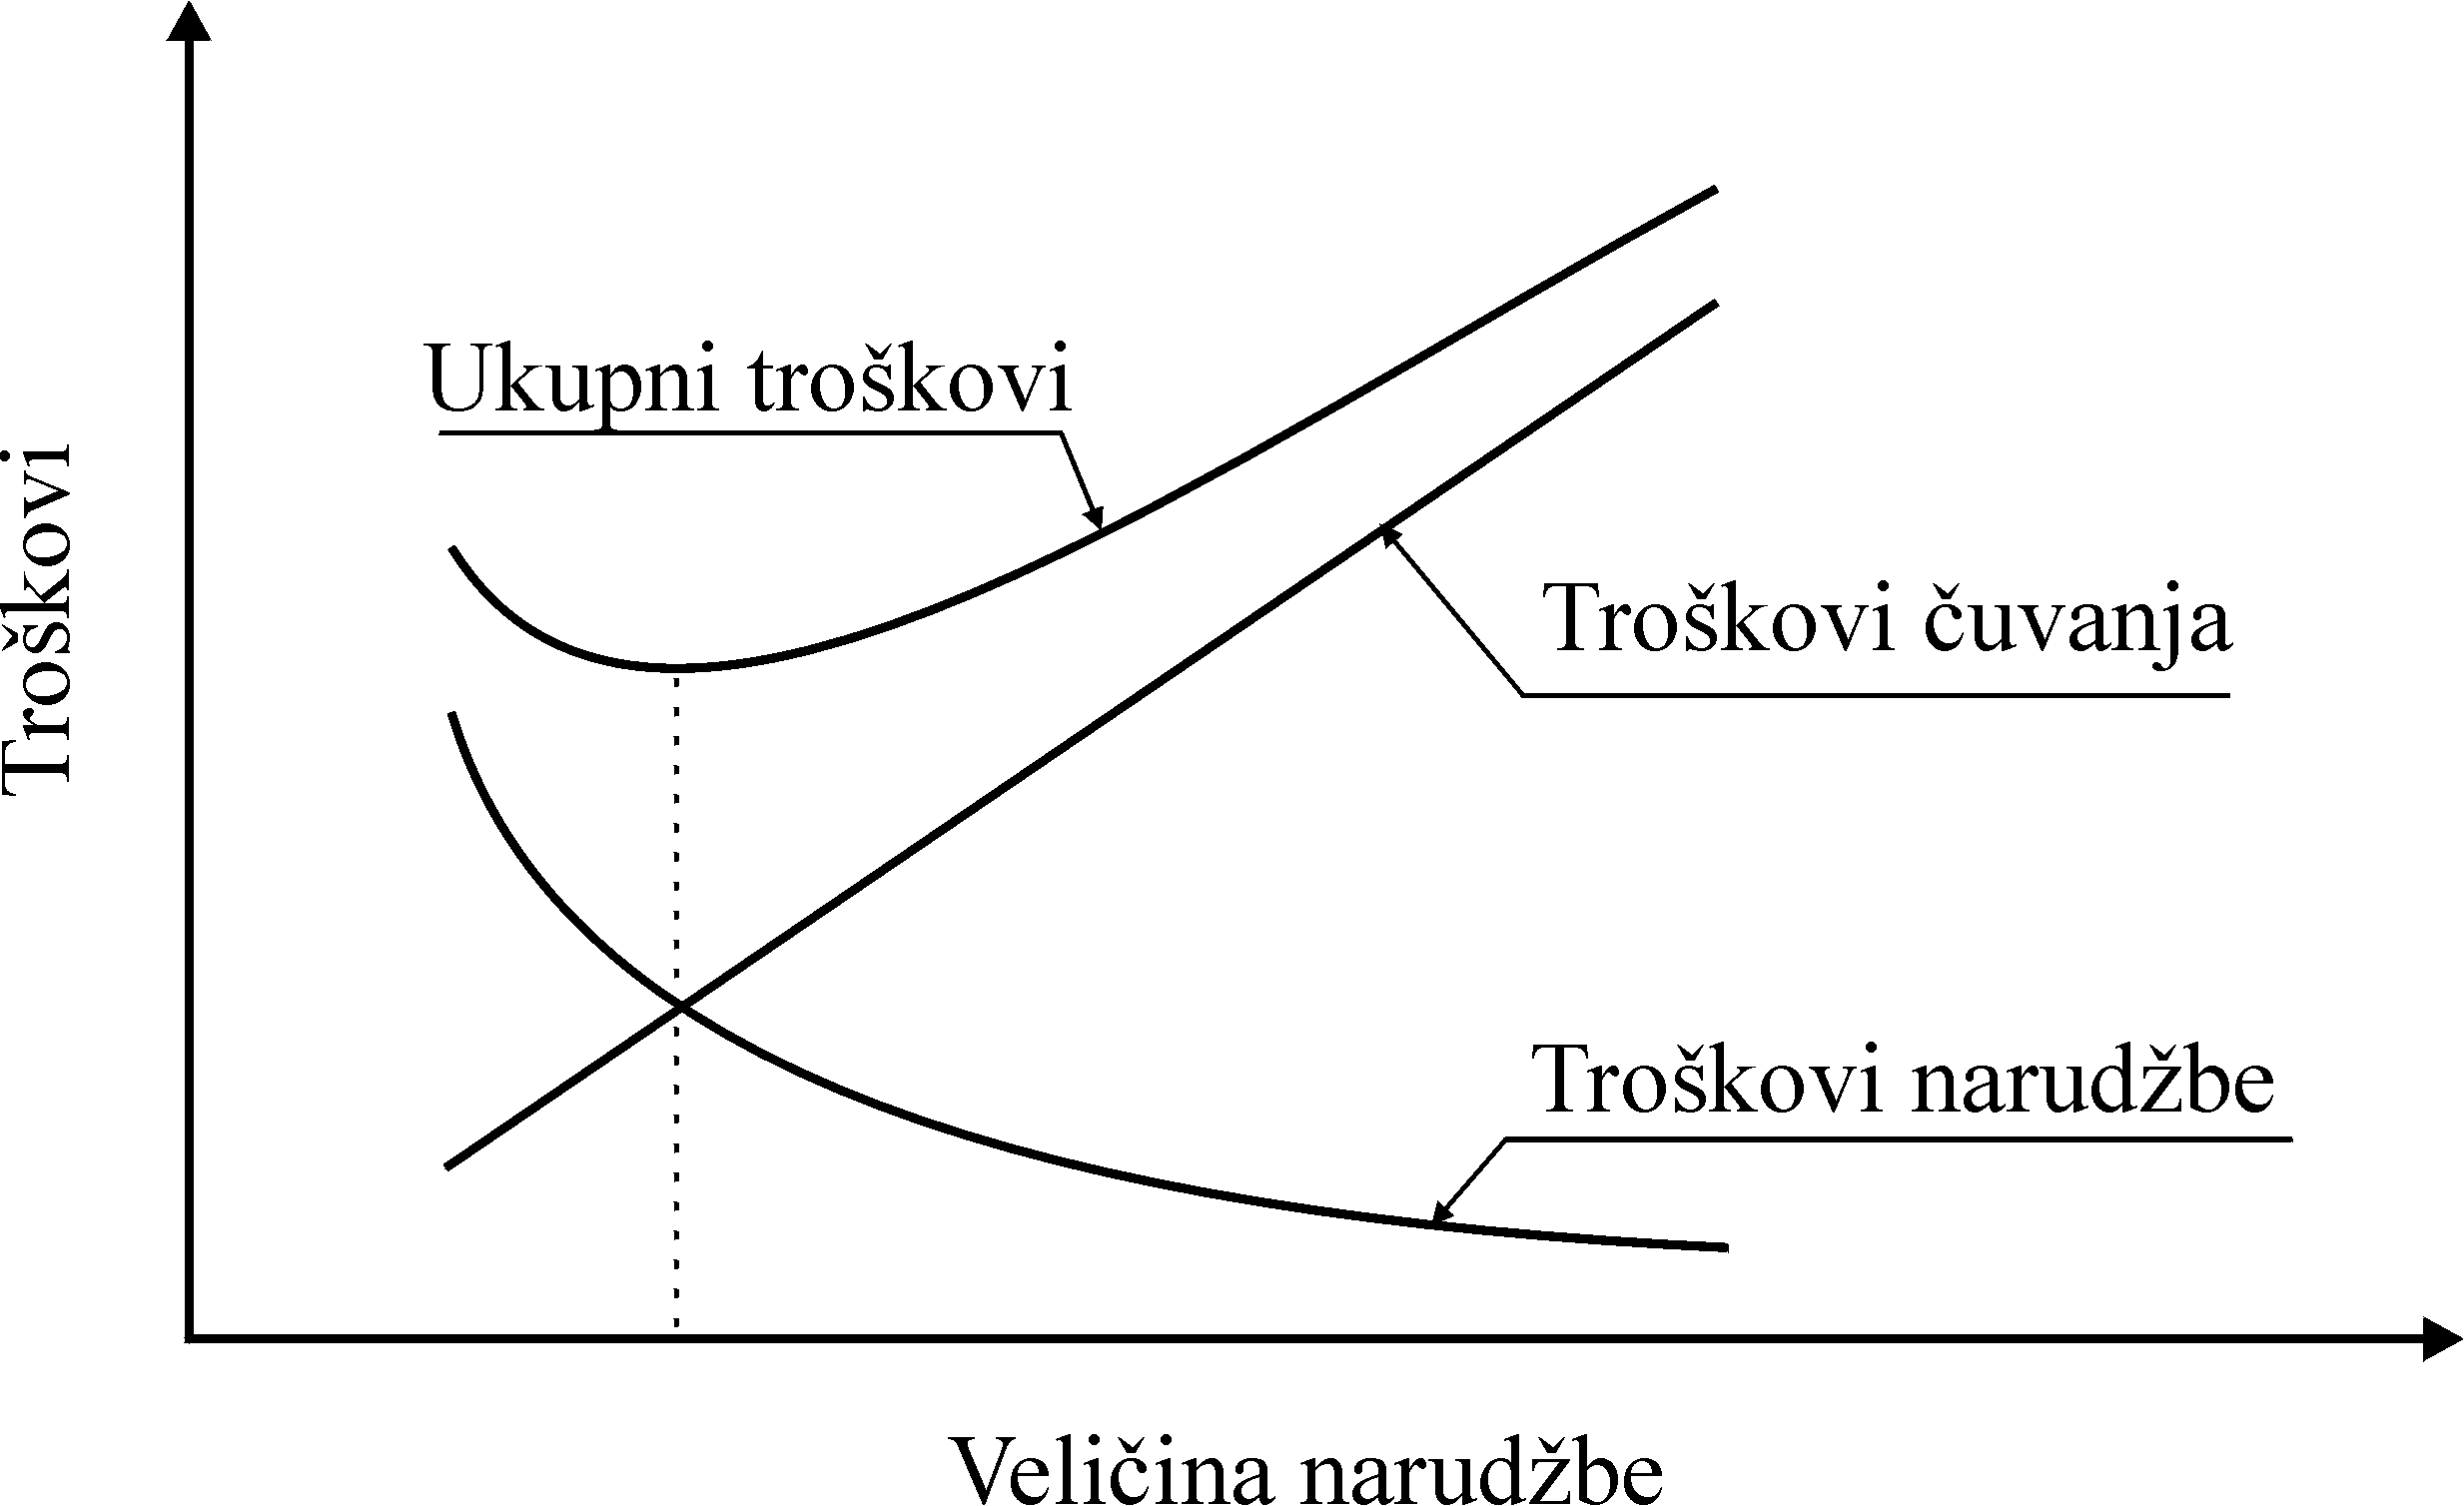 Troškovi
Ukupni troškovi
Troškovi čuvanja
Troškovi narudžbe
Veličina narudžbe